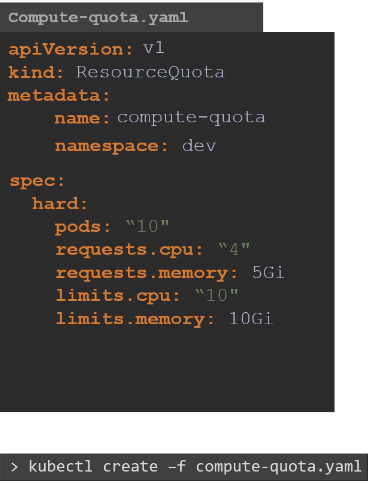 Compute-quota.yaml
apiVersion: v1
kind: ResourceQuota
metadata:
name: compute-quota
namespace: dev
spec:
hard:
pods: “10"
requests.cpu: “4"
requests.memory: 5Gi
limits.cpu: “10"
limits.memory: 10Gi
> kubectl create –f compute-quota.yaml